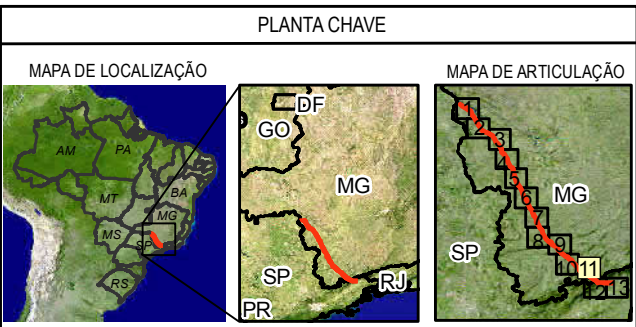 PLANTA CHAVE
MAPA DE LOCALIZAÇÃO
AM
PA
MT
BA
MG
MS
SP
RS
DF
GO
MG
SP
RJ
PR
MAPA DE ARTICULAÇÃO
1
2
3
4
5
6
MG
7
8
9
SP
10
11
12
13